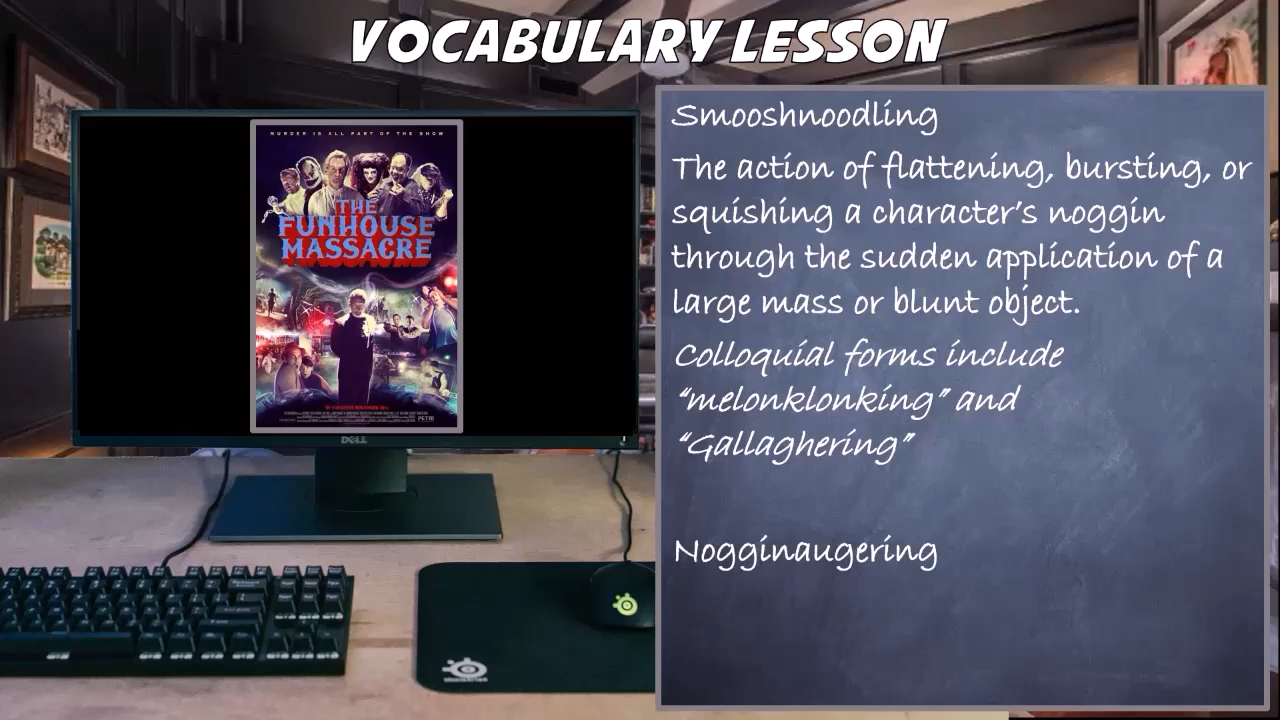 VOCABULARY LESSON
MURDER IS ALL PART OF THE SHOW
THE
FUNHOUSE
MASSACRE
PETRI
DELL
Smooshnoodling
The action of flattening, bursting, or
squishing a character's noggin
through the sudden application of a
large mass or blunt object.
Colloquial forms include
"melonklonking" and
"Gallaghering"
Nogginaugering